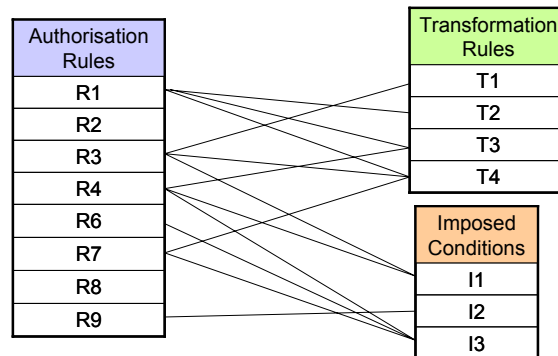 Authorisation
Rules
R1
R2
R3
R4
R6
R7
R8
R9
Transformation
Rules
T1
T2
T3
T4
Imposed
Conditions
I1
I2
I3